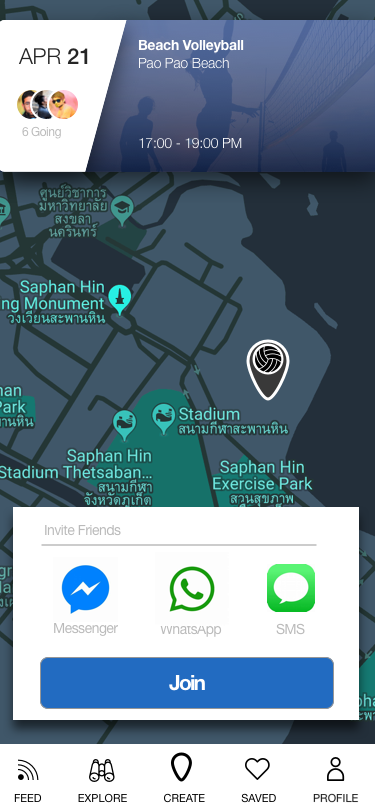 APR 21
6 Going
Beach Volleyball
Pao Pao Beach
17:00 - 19:00 PM
ศูนย์วิชาการ
มหาวิทยาลัย
สงขลา
นครินทร์
Saphan Hin
ng Monument
วงเวียนสะพานหิน
han
Park
านหิน
Stadium
สนามกีฬาสะพานหิน
Saphan Hin
Stadium Thetsaban...
สนามกีฬา
จังหวัดภูเก็ต
Saphan Hin
Exercise Park
สวนสุขภาพ
Invite Friends
Messenger
WhatsApp
SMS
Join
FEED
EXPLORE
CREATE
SAVED
PROFILE